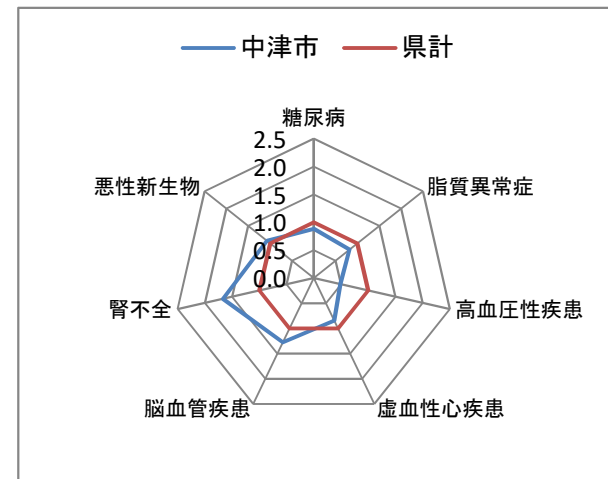 中津市 県計
糖尿病
2.5
2.0
1.5
1.0
0.5
0.0
脂質異常症
高血圧性疾患
虚血性心疾患
脳血管疾患
腎不全
悪性新生物